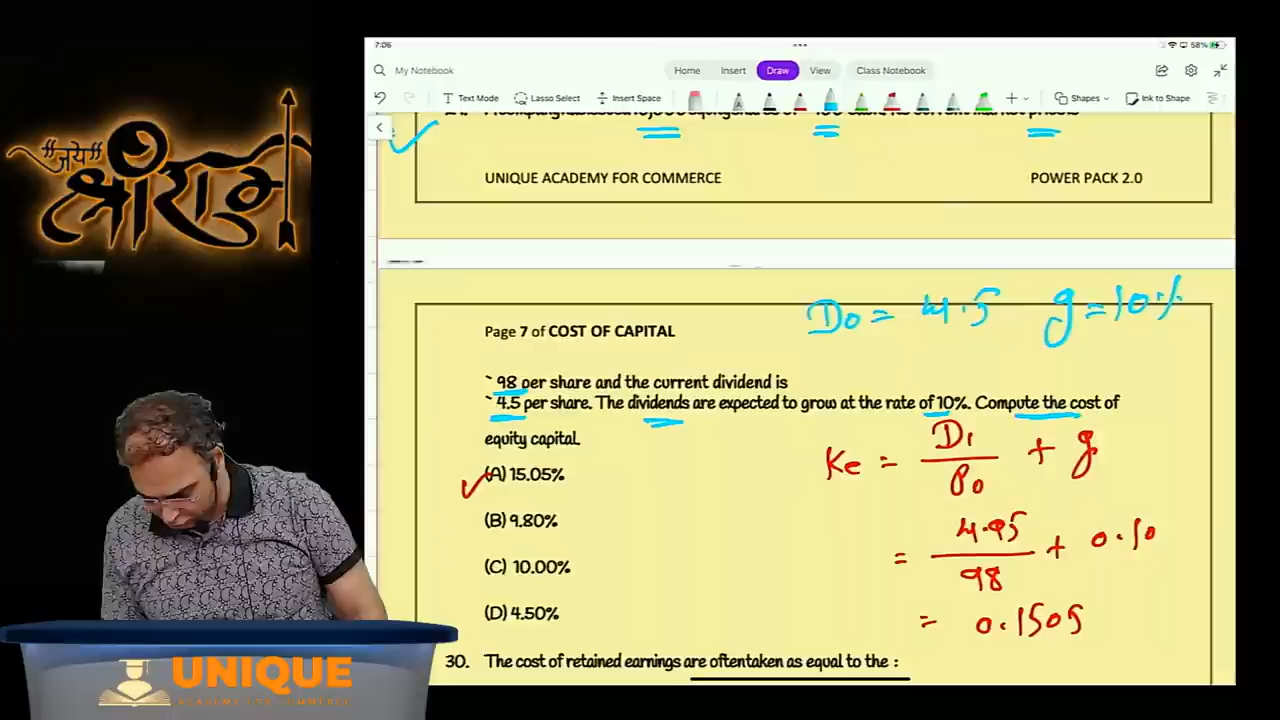 "जये"
श्रीराम
7:06
58%
My Notebook
Home Insert Draw View Class Notebook
Text Mode Lasso Select Insert Space Shapes Ink to Shape
UNIQUE ACADEMY FOR COMMERCE POWER PACK 2.0
D0 = 4.5 g = 10%
Page 7 of COST OF CAPITAL
` 98 per share and the current dividend is
` 4.5 per share. The dividends are expected to grow at the rate of 10%. Compute the cost of
equity capital.
Ke = D1 / P0 + g
(A) 15.05%
(B) 9.80%
= 4.95 / 98 + 0.10
(C) 10.00%
(D) 4.50%
= 0.1505
30. The cost of retained earnings are oftentaken as equal to the :
UNIQUE
ACADEMY FOR COMMERCE